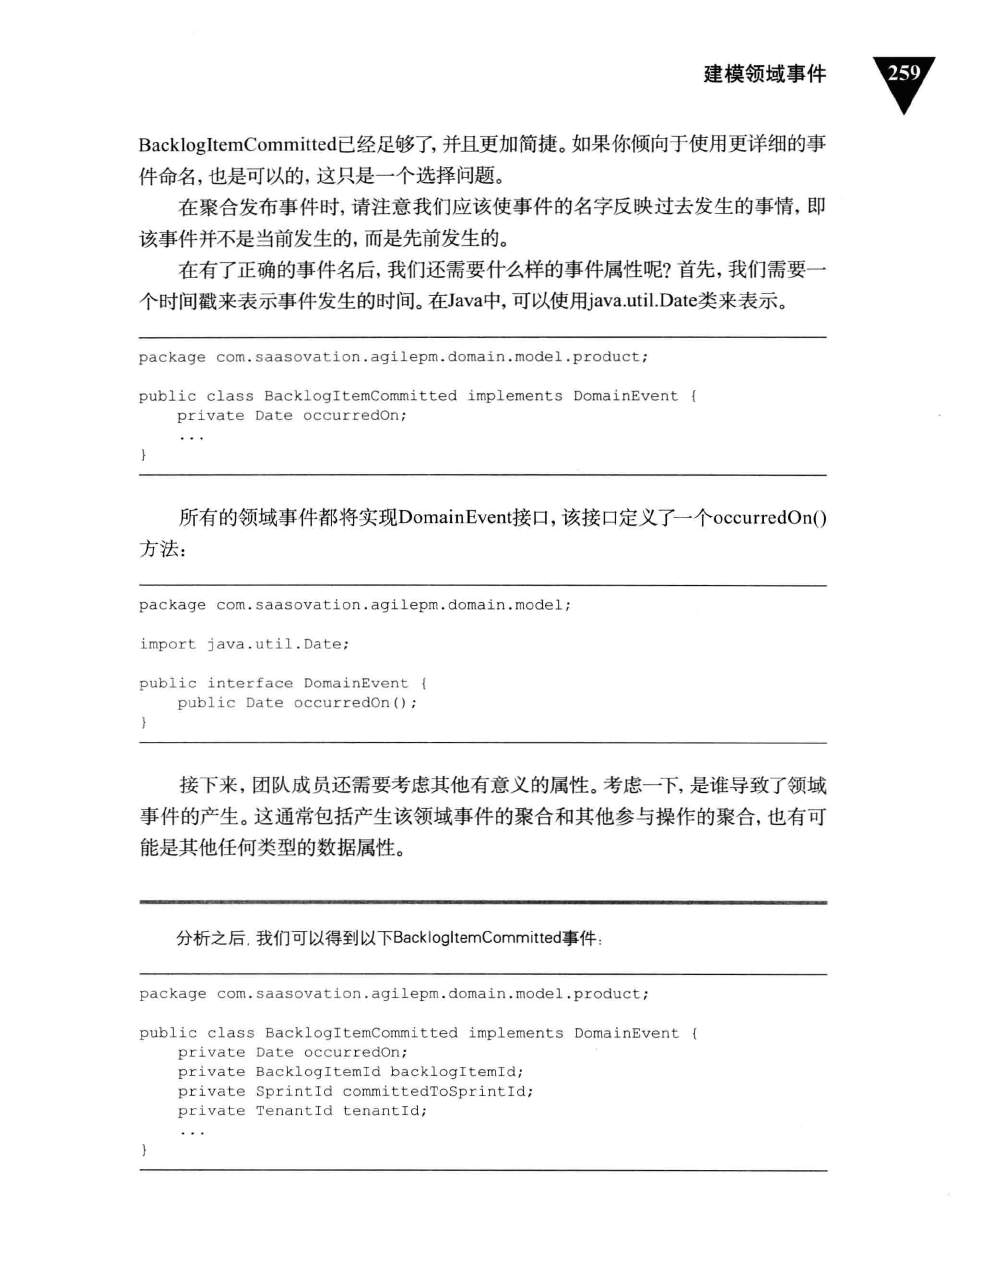 建模领域事件
259
BacklogItemCommitted已经足够了, 并且更加简捷。如果你倾向于使用更详细的事
件命名, 也是可以的, 这只是一个选择问题。
在聚合发布事件时, 请注意我们应该使事件的名字反映过去发生的事情, 即
该事件并不是当前发生的, 而是先前发生的。
在有了正确的事件名后, 我们还需要什么样的事件属性呢? 首先, 我们需要一
个时间戳来表示事件发生的时间。在Java中, 可以使用java.util.Date类来表示。
package com.saasovation.agilepm.domain.model.product;
public class BacklogItemCommitted implements DomainEvent {
    private Date occurredOn;
    ...
}
所有的领域事件都将实现DomainEvent接口, 该接口定义了一个occurredOn()
方法:
package com.saasovation.agilepm.domain.model;
import java.util.Date;
public interface DomainEvent {
    public Date occurredOn();
}
接下来, 团队成员还需要考虑其他有意义的属性。考虑一下, 是谁导致了领域
事件的产生。这通常包括产生该领域事件的聚合和其他参与操作的聚合, 也有可
能是其他任何类型的数据属性。
分析之后, 我们可以得到以下BacklogItemCommitted事件:
package com.saasovation.agilepm.domain.model.product;
public class BacklogItemCommitted implements DomainEvent {
    private Date occurredOn;
    private BacklogItemId backlogItemId;
    private SprintId committedToSprintId;
    private TenantId tenantId;
    ...
}